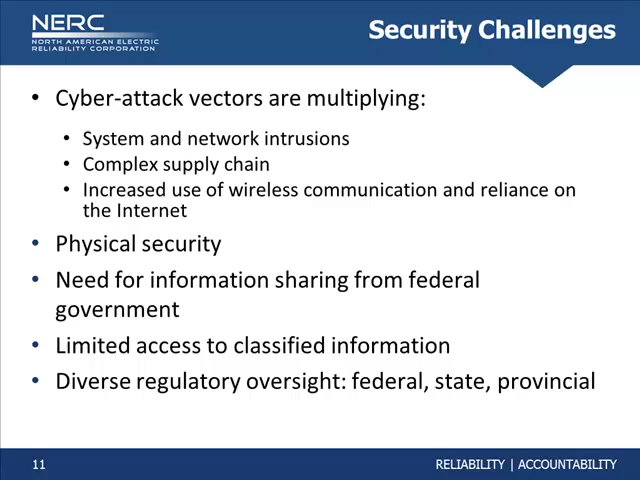 NERC
NORTH AMERICAN ELECTRIC
RELIABILITY CORPORATION
Security Challenges
• Cyber-attack vectors are multiplying:
• System and network intrusions
• Complex supply chain
• Increased use of wireless communication and reliance on
the Internet
• Physical security
• Need for information sharing from federal
government
• Limited access to classified information
• Diverse regulatory oversight: federal, state, provincial
11
RELIABILITY | ACCOUNTABILITY